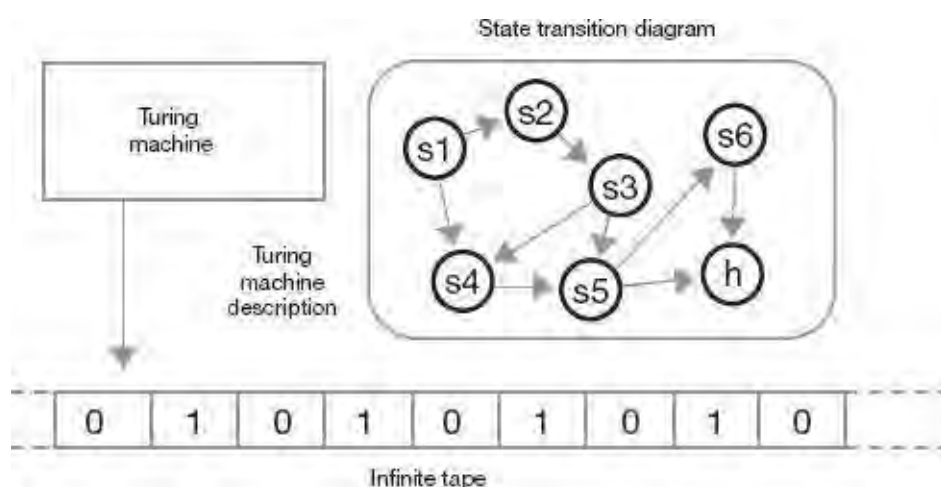 State transition diagram
Turing
machine
s1
s2
s3
s6
s4
s5
h
Turing
machine
description
0 1 0 1 0 1 0 1 0
Infinite tape